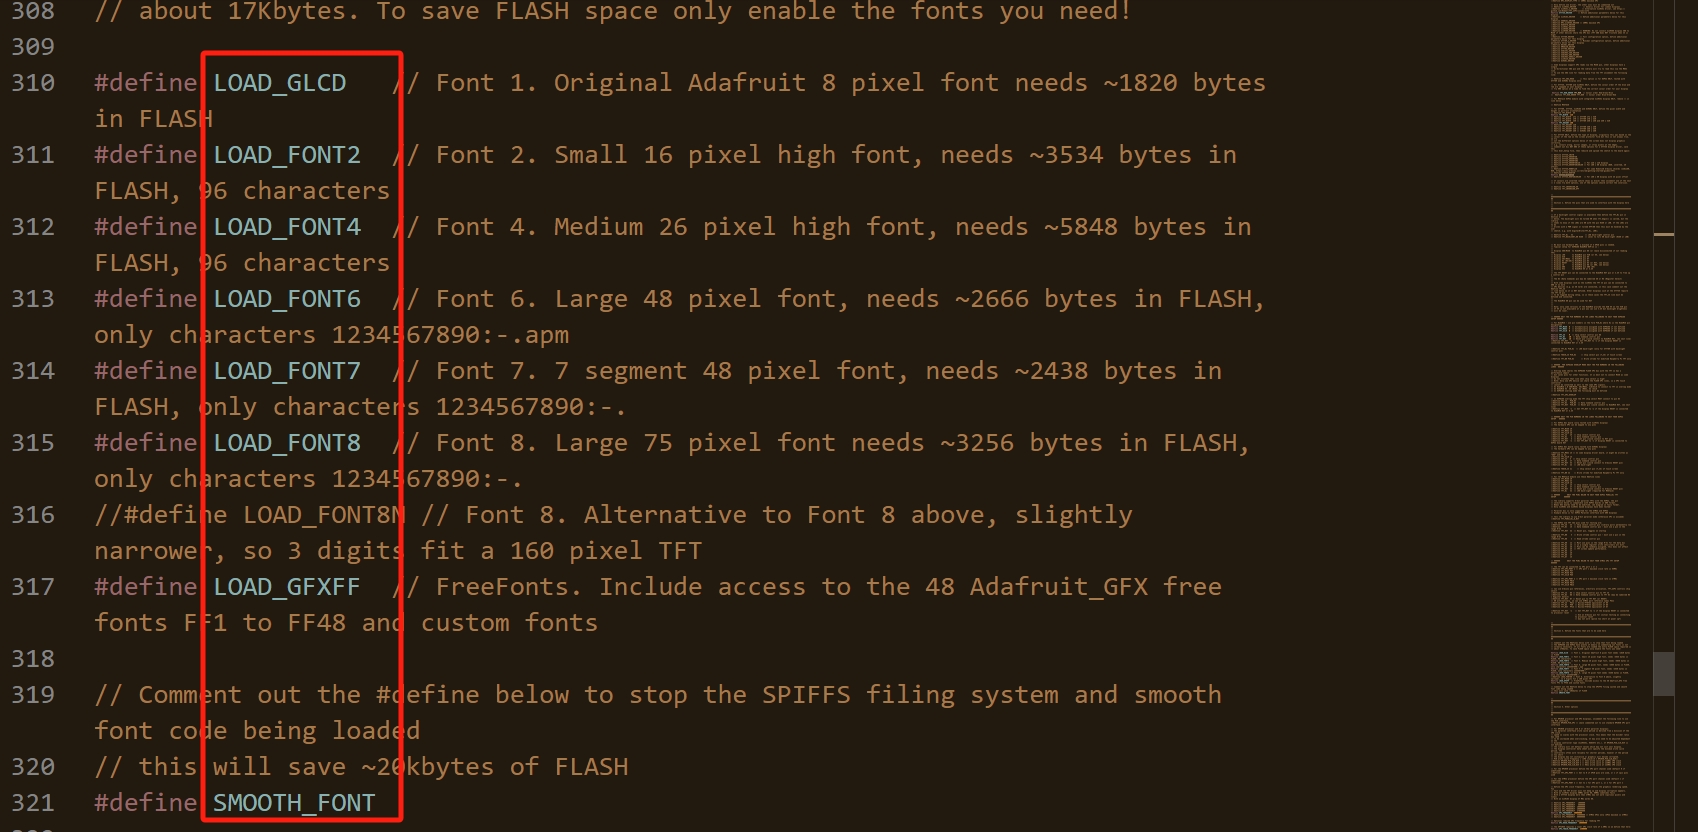 308 // about 17Kbytes. To save FLASH space only enable the fonts you need!
309
310 #define LOAD_GLCD // Font 1. Original Adafruit 8 pixel font needs ~1820 bytes
in FLASH
311 #define LOAD_FONT2 // Font 2. Small 16 pixel high font, needs ~3534 bytes in
FLASH, 96 characters
312 #define LOAD_FONT4 // Font 4. Medium 26 pixel high font, needs ~5848 bytes in
FLASH, 96 characters
313 #define LOAD_FONT6 // Font 6. Large 48 pixel font, needs ~2666 bytes in FLASH,
only characters 1234567890:-.apm
314 #define LOAD_FONT7 // Font 7. 7 segment 48 pixel font, needs ~2438 bytes in
FLASH, only characters 1234567890:-.
315 #define LOAD_FONT8 // Font 8. Large 75 pixel font needs ~3256 bytes in FLASH,
only characters 1234567890:-.
316 //#define LOAD_FONT8N // Font 8. Alternative to Font 8 above, slightly
narrower, so 3 digits fit a 160 pixel TFT
317 #define LOAD_GFXFF // FreeFonts. Include access to the 48 Adafruit_GFX free
fonts FF1 to FF48 and custom fonts
318
319 // Comment out the #define below to stop the SPIFFS filing system and smooth
font code being loaded
320 // this will save ~20kbytes of FLASH
321 #define SMOOTH_FONT